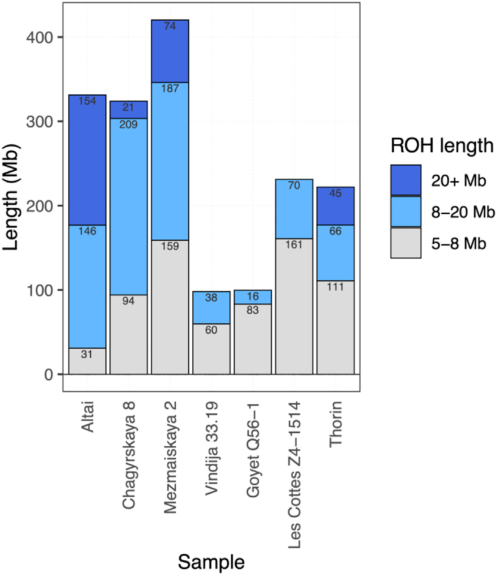 400
300
200
100
0
Length (Mb)
154
146
31
21
209
94
74
187
159
38
60
16
83
70
161
45
66
111
Altai
Chagyrskaya 8
Mezmaiskaya 2
Vindija 33.19
Goyet Q56−1
Les Cottes Z4−1514
Thorin
Sample
ROH length
20+ Mb
8−20 Mb
5−8 Mb